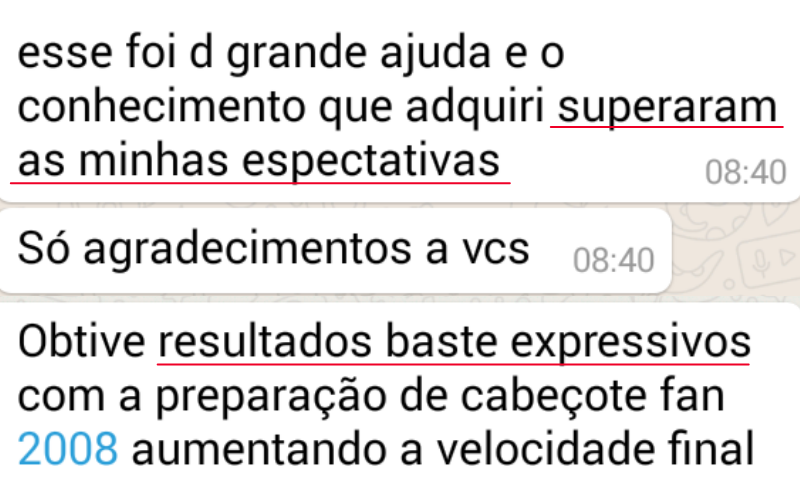 esse foi d grande ajuda e o
conhecimento que adquiri superaram
as minhas espectativas
08:40
Só agradecimentos a vcs
08:40
Obtive resultados baste expressivos
com a preparação de cabeçote fan
2008 aumentando a velocidade final